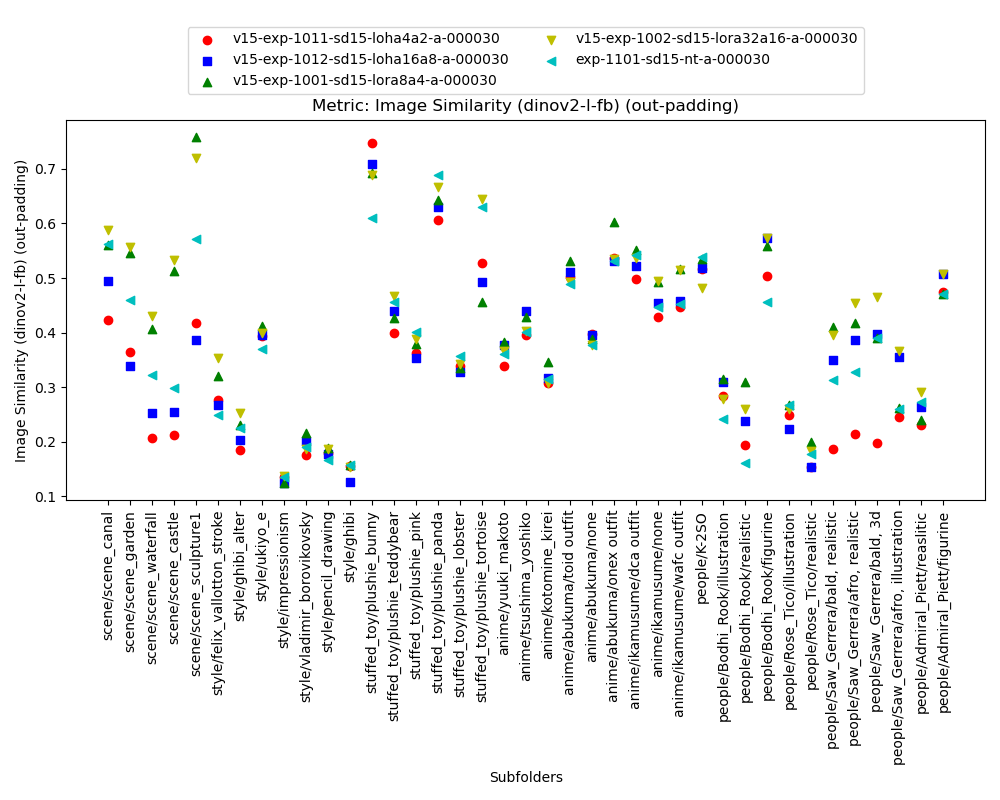 v15-exp-1011-sd15-loha4a2-a-000030
v15-exp-1012-sd15-loha16a8-a-000030
v15-exp-1001-sd15-lora8a4-a-000030
v15-exp-1002-sd15-lora32a16-a-000030
exp-1101-sd15-nt-a-000030
Metric: Image Similarity (dinov2-l-fb) (out-padding)
Image Similarity (dinov2-l-fb) (out-padding)
0.7
0.6
0.5
0.4
0.3
0.2
0.1
scene/scene_canal
scene/scene_garden
scene/scene_waterfall
scene/scene_castle
scene/scene_sculpture1
style/felix_vallotton_stroke
style/ghibi_alter
style/ukiyo_e
style/impressionism
style/vladimir_borovikovsky
style/pencil_drawing
style/ghibi
stuffed_toy/plushie_bunny
stuffed_toy/plushie_teddybear
stuffed_toy/plushie_pink
stuffed_toy/plushie_panda
stuffed_toy/plushie_lobster
stuffed_toy/plushie_tortoise
anime/yuuki_makoto
anime/tsushima_yoshiko
anime/kotomine_kirei
anime/abukuma/toid outfit
anime/abukuma/none
anime/abukuma/onex outfit
anime/ikamusume/dca outfit
anime/ikamusume/none
anime/ikamusume/wafc outfit
people/K-2SO
people/Bodhi_Rook/illustration
people/Bodhi_Rook/realistic
people/Bodhi_Rook/figurine
people/Rose_Tico/illustration
people/Rose_Tico/realistic
people/Saw_Gerrera/bald, realistic
people/Saw_Gerrera/afro, realistic
people/Saw_Gerrera/bald, 3d
people/Saw_Gerrera/afro, illustration
people/Admiral_Piett/reaslitic
people/Admiral_Piett/figurine
Subfolders